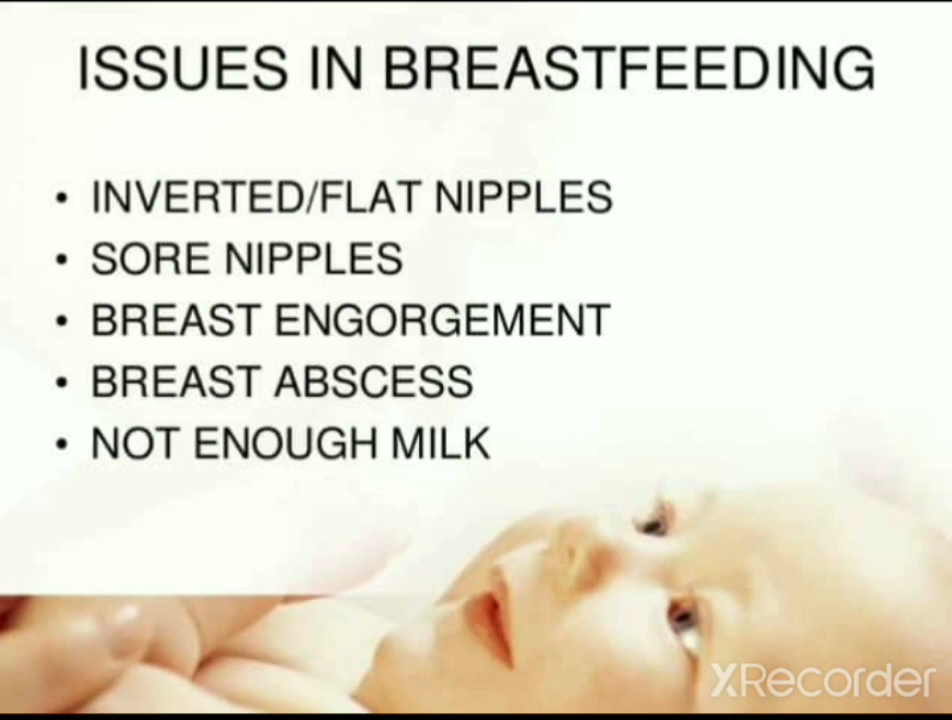 ISSUES IN BREASTFEEDING
• INVERTED/FLAT NIPPLES
• SORE NIPPLES
• BREAST ENGORGEMENT
• BREAST ABSCESS
• NOT ENOUGH MILK
XRecorder